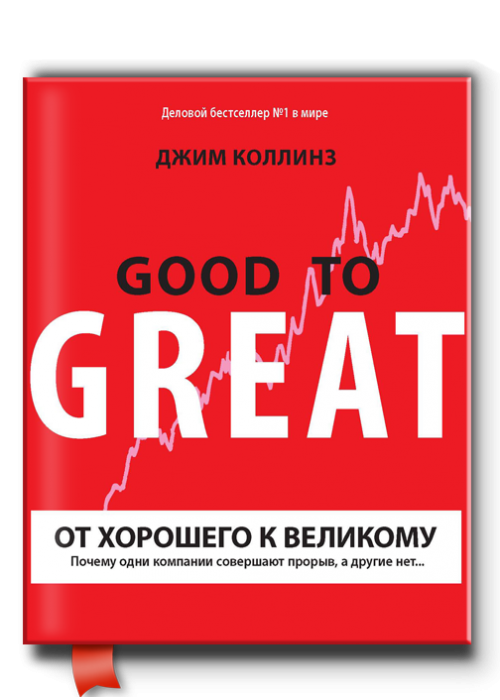 Деловой бестселлер №1 в мире
ДЖИМ КОЛЛИНЗ
GOOD TO
GREAT
ОТ ХОРОШЕГО К ВЕЛИКОМУ
Почему одни компании совершают прорыв, а другие нет...